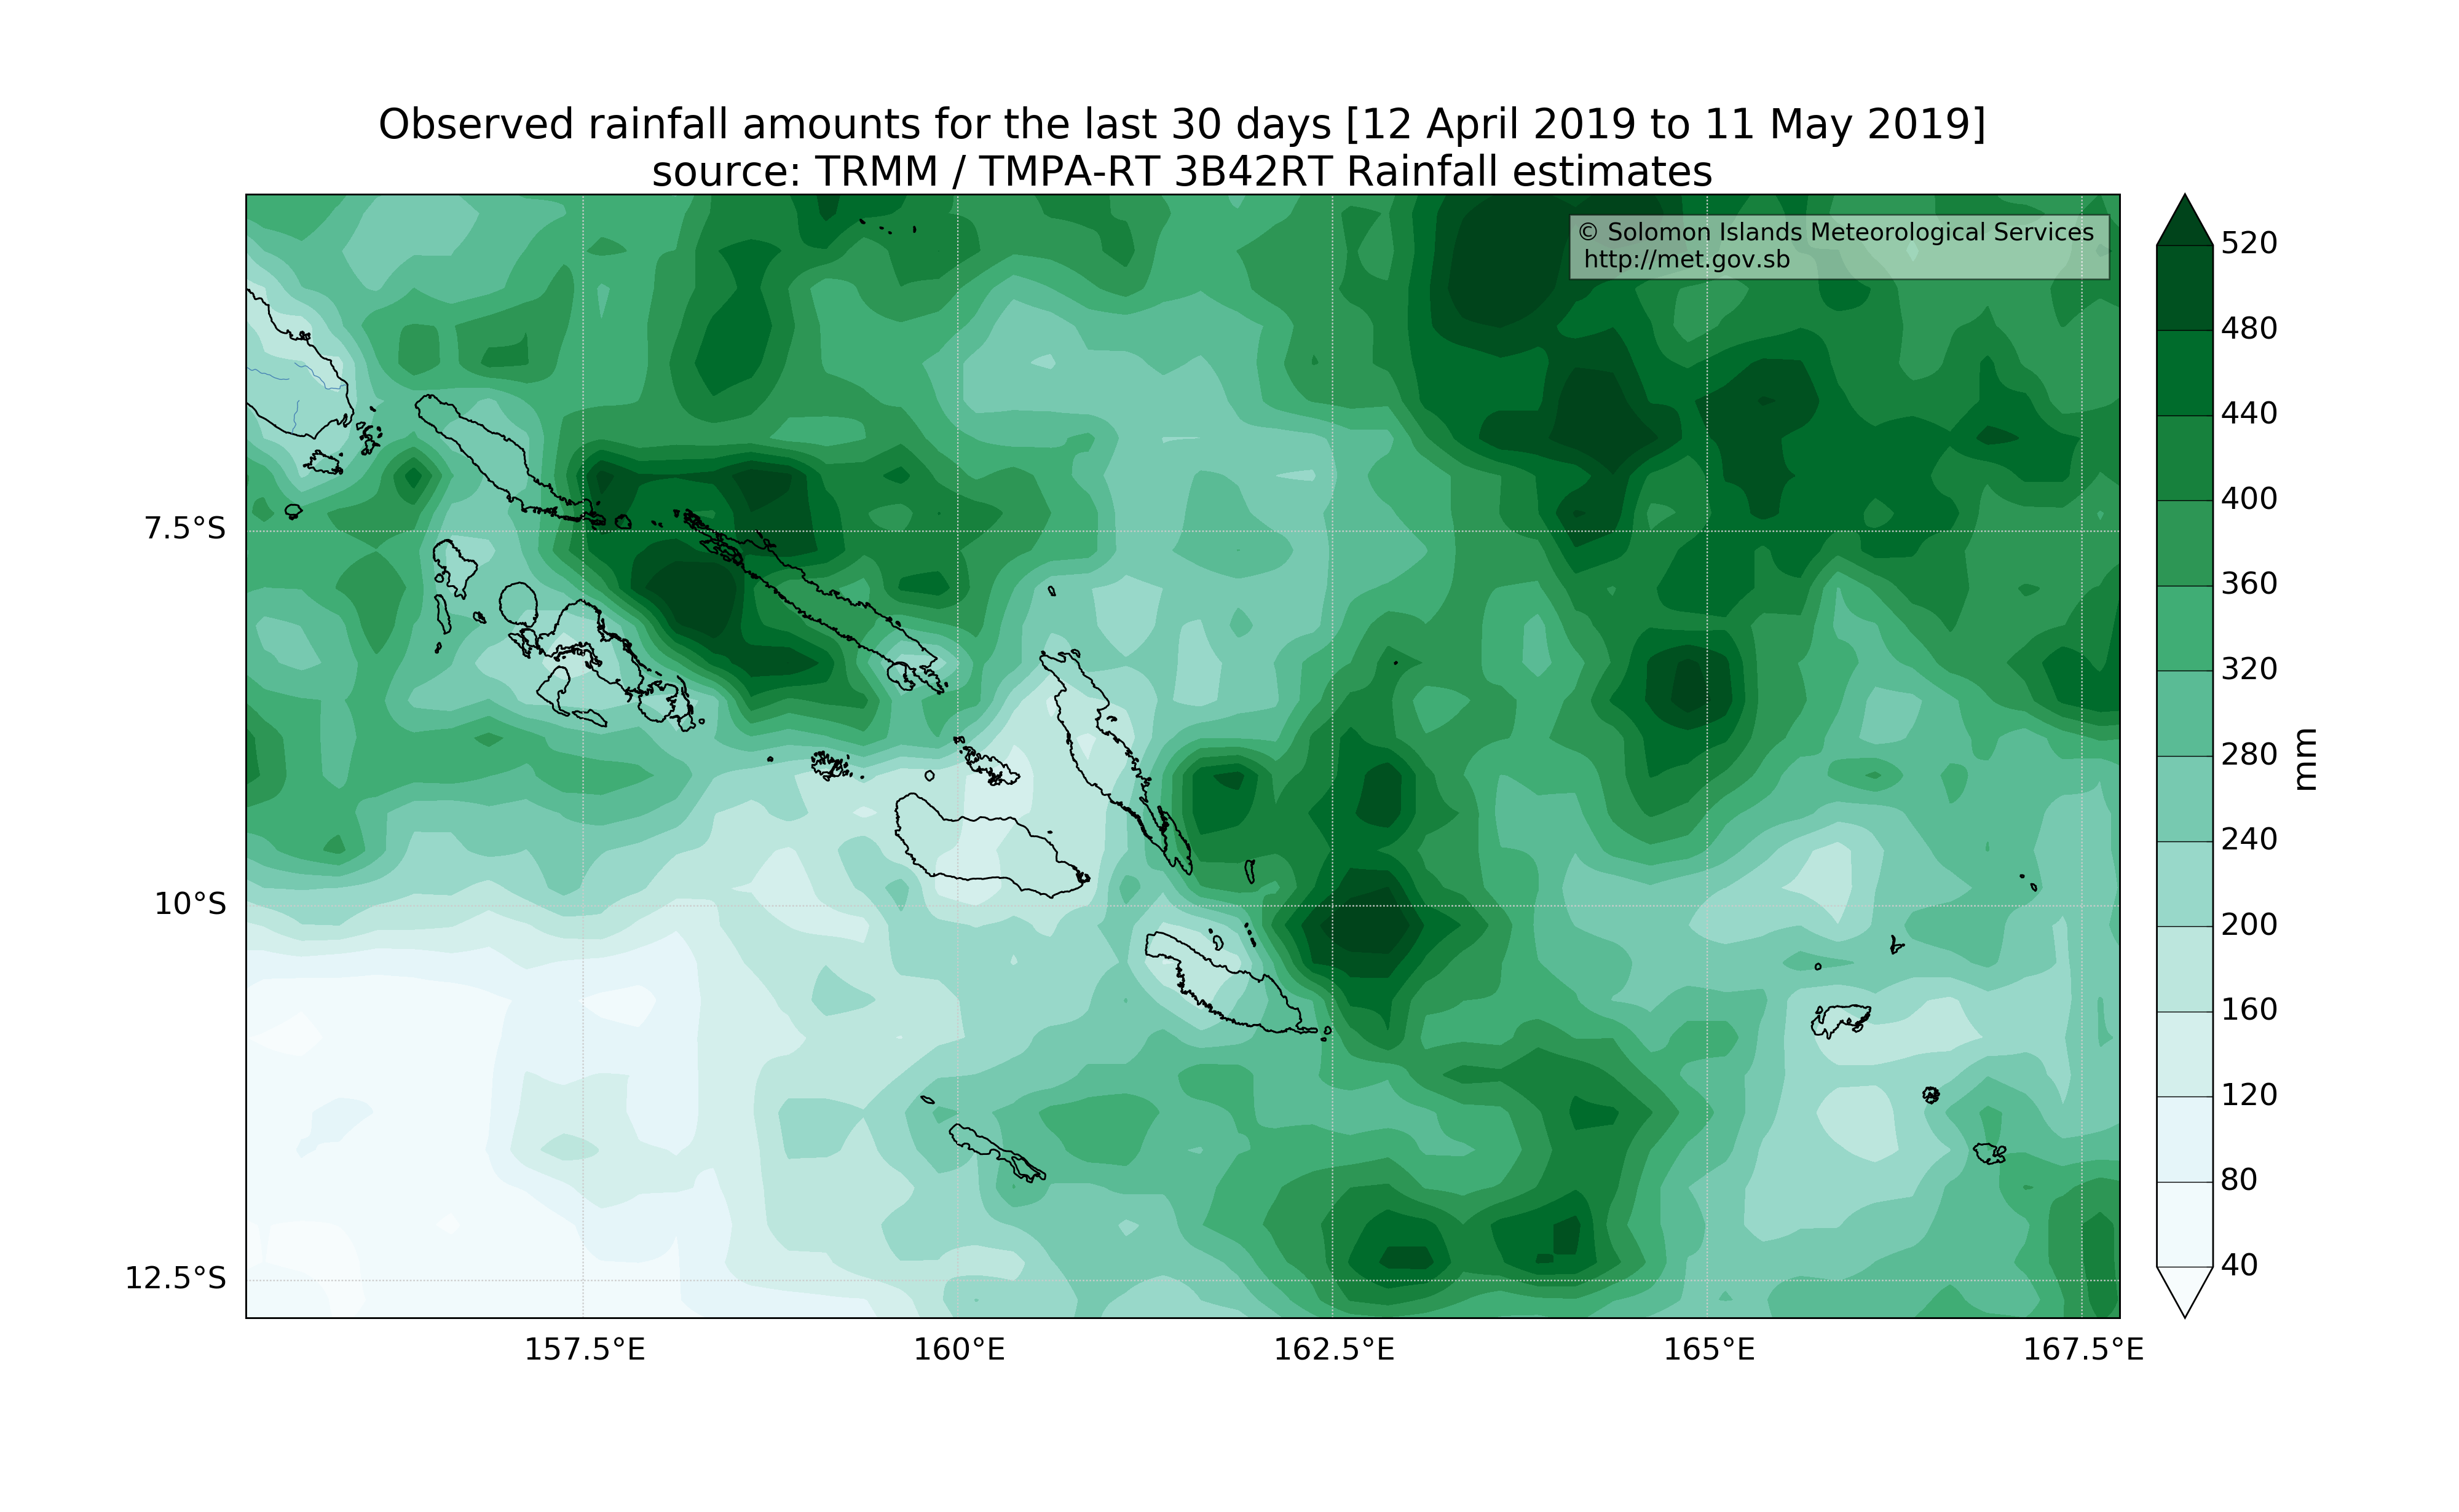 Observed rainfall amounts for the last 30 days [12 April 2019 to 11 May 2019]
source: TRMM / TMPA-RT 3B42RT Rainfall estimates
© Solomon Islands Meteorological Services
http://met.gov.sb
7.5°S
10°S
12.5°S
157.5°E
160°E
162.5°E
165°E
167.5°E
520
480
440
400
360
320
280
240
200
160
120
80
40
mm